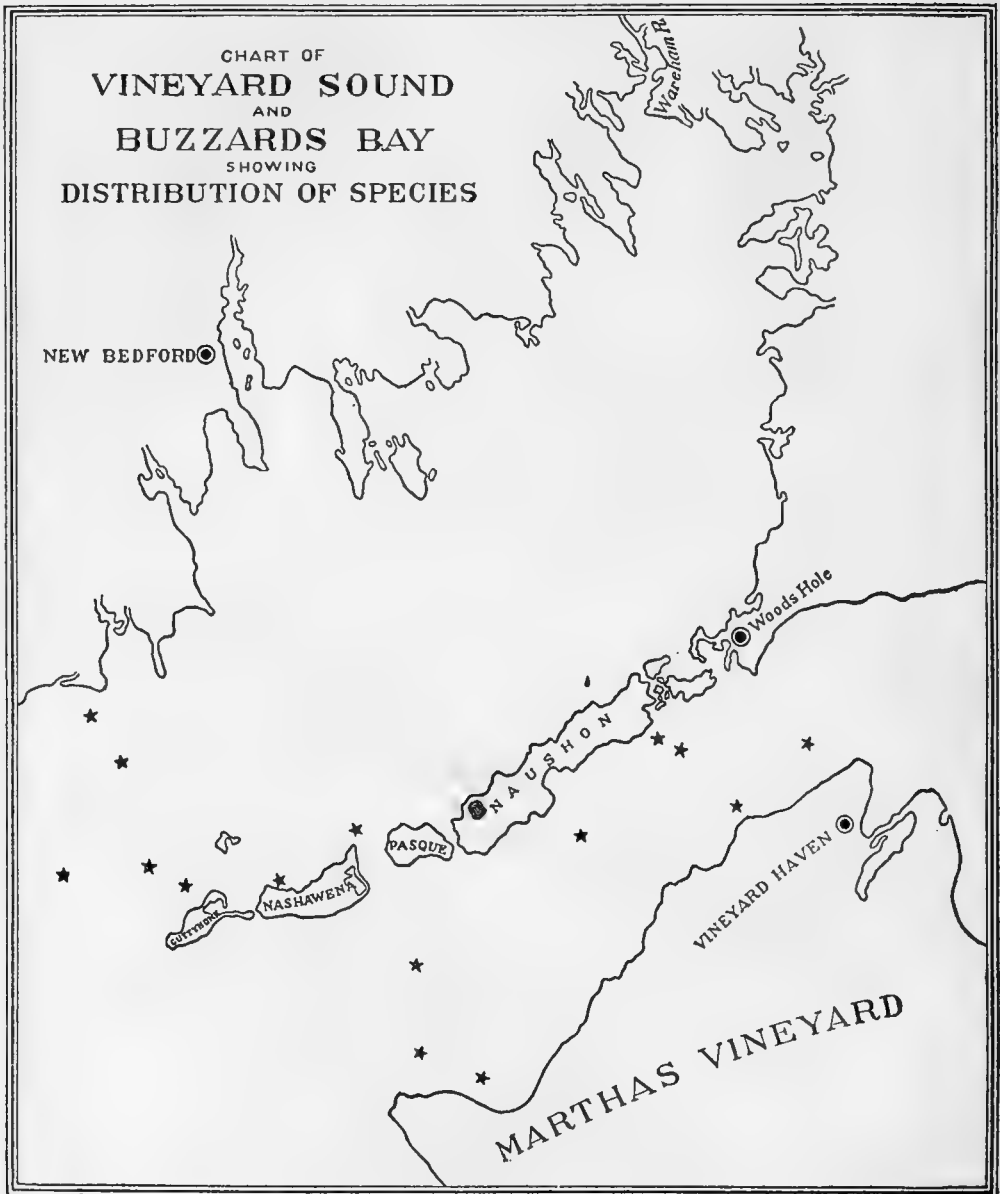 CHART OF
VINEYARD SOUND
AND
BUZZARDS BAY
SHOWING
DISTRIBUTION OF SPECIES
Wareham R.
NEW BEDFORD
Woods Hole
NAUSHON
PASQUE
NASHAWENA
CUTTYHUNK
VINEYARD HAVEN
MARTHAS VINEYARD